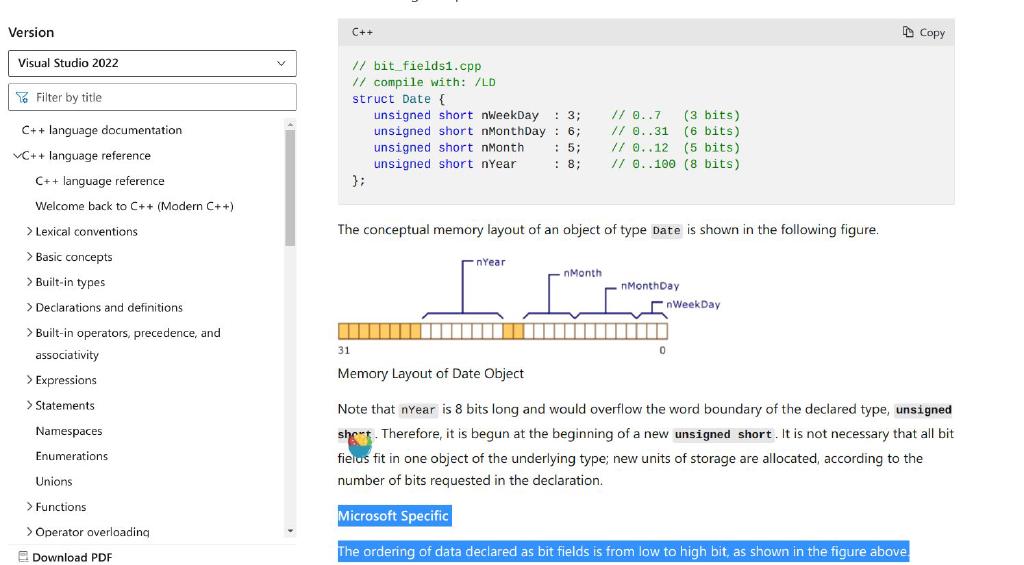 Version
Visual Studio 2022
Filter by title
C++ language documentation
C++ language reference
C++ language reference
Welcome back to C++ (Modern C++)
Lexical conventions
Basic concepts
Built-in types
Declarations and definitions
Built-in operators, precedence, and
associativity
Expressions
Statements
Namespaces
Enumerations
Unions
Functions
Operator overloading
Download PDF
C++
Copy
// bit_fields1.cpp
// compile with: /LD
struct Date {
   unsigned short nWeekDay  : 3;    // 0..7   (3 bits)
   unsigned short nMonthDay : 6;    // 0..31  (6 bits)
   unsigned short nMonth    : 5;    // 0..12  (5 bits)
   unsigned short nYear     : 8;    // 0..100 (8 bits)
};
The conceptual memory layout of an object of type Date is shown in the following figure.
nYear
nMonth
nMonthDay
nWeekDay
31 0
Memory Layout of Date Object
Note that nYear is 8 bits long and would overflow the word boundary of the declared type, unsigned
short. Therefore, it is begun at the beginning of a new unsigned short. It is not necessary that all bit
fields fit in one object of the underlying type; new units of storage are allocated, according to the
number of bits requested in the declaration.
Microsoft Specific
The ordering of data declared as bit fields is from low to high bit, as shown in the figure above.